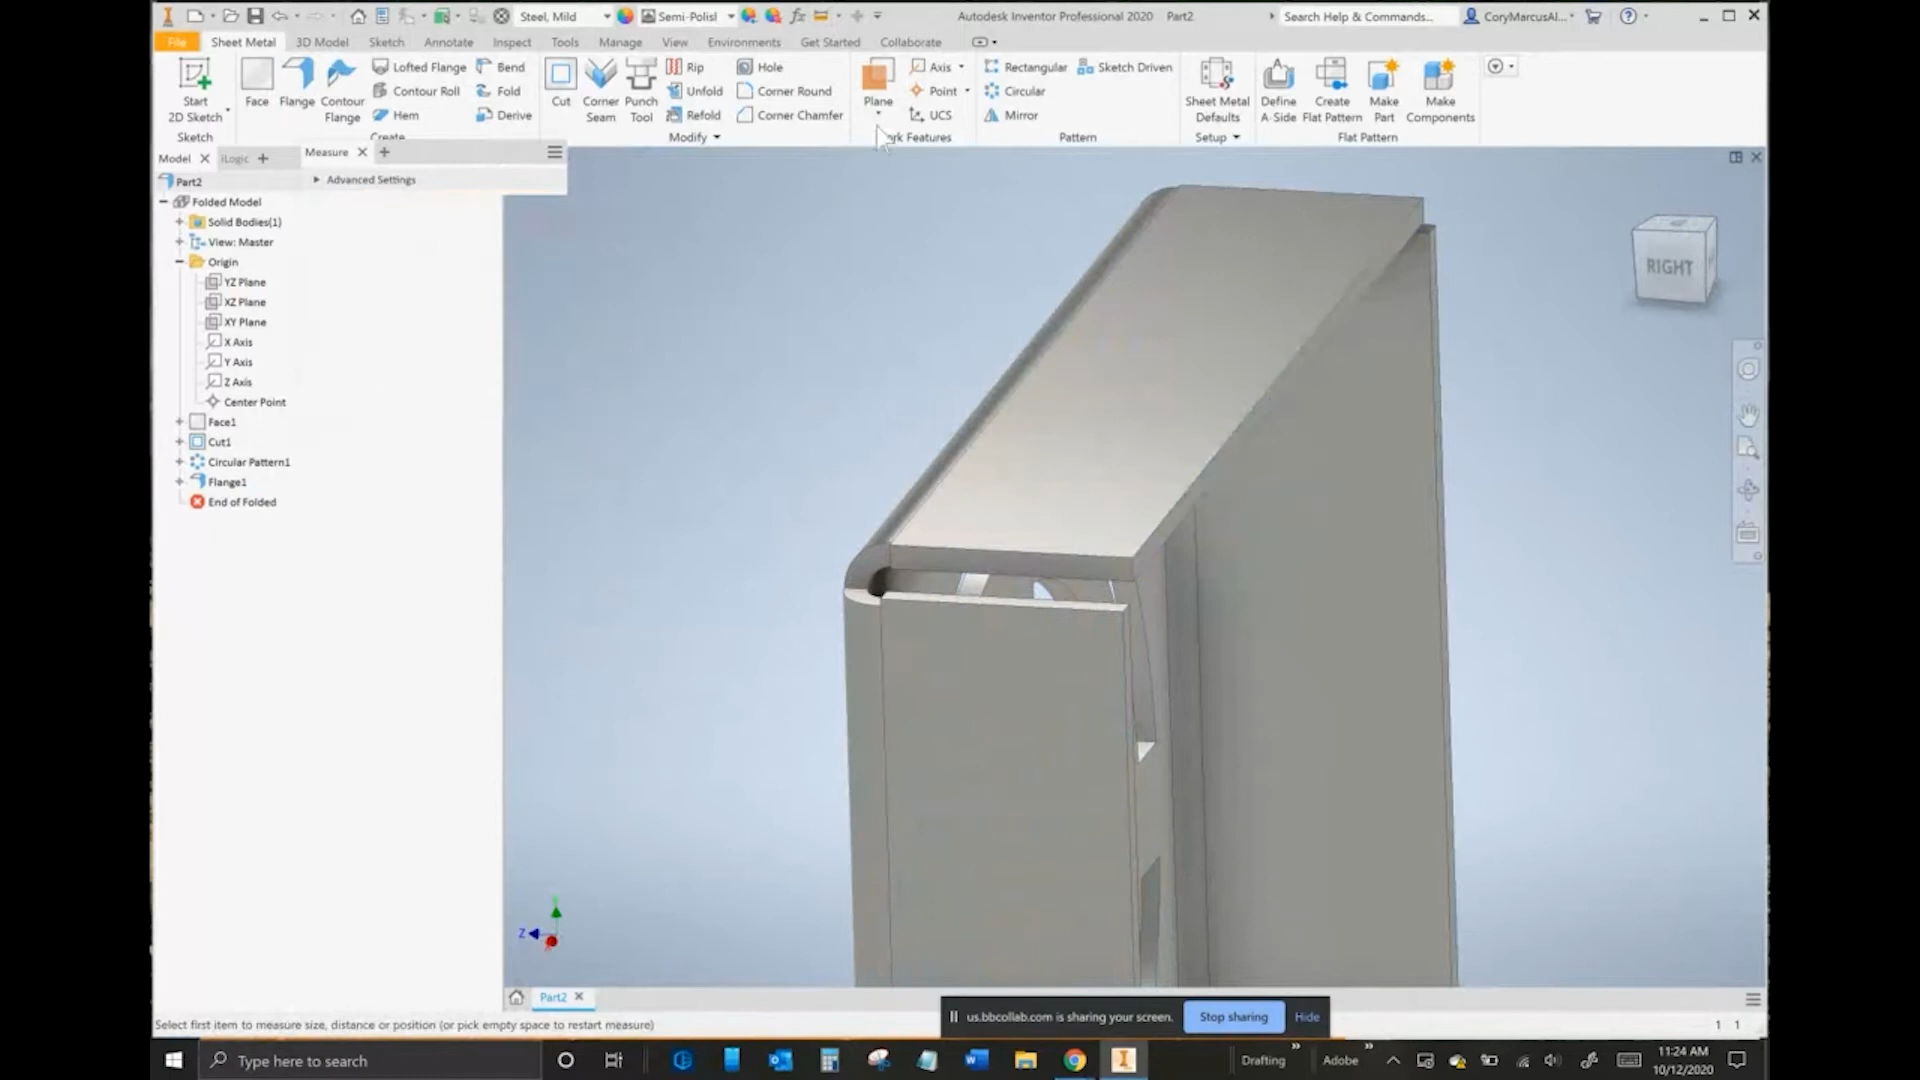 Steel, Mild
Semi-Polisl
Autodesk Inventor Professional 2020 Part2
Search Help & Commands...
CoryMarcusAl...
File Sheet Metal 3D Model Sketch Annotate Inspect Tools Manage View Environments Get Started Collaborate
Start
2D Sketch
Face
Flange
Contour
Flange
Lofted Flange
Contour Roll
Hem
Bend
Fold
Derive
Cut
Corner
Seam
Punch
Tool
Rip
Unfold
Refold
Hole
Corner Round
Corner Chamfer
Plane
Axis
Point
UCS
Rectangular
Circular
Mirror
Sketch Driven
Sheet Metal
Defaults
Define
A-Side
Create
Flat Pattern
Make
Part
Make
Components
Sketch
Create
Modify
Features
Pattern
Setup
Flat Pattern
Model
iLogic
Measure
Advanced Settings
Part2
Folded Model
Solid Bodies(1)
View: Master
Origin
YZ Plane
XZ Plane
XY Plane
X Axis
Y Axis
Z Axis
Center Point
Face1
Cut1
Circular Pattern1
Flange1
End of Folded
RIGHT
Z
Part2
us.bbcollab.com is sharing your screen.
Stop sharing
Hide
Select first item to measure size, distance or position (or pick empty space to restart measure)
1 1
Type here to search
Drafting
Adobe
11:24 AM
10/12/2020